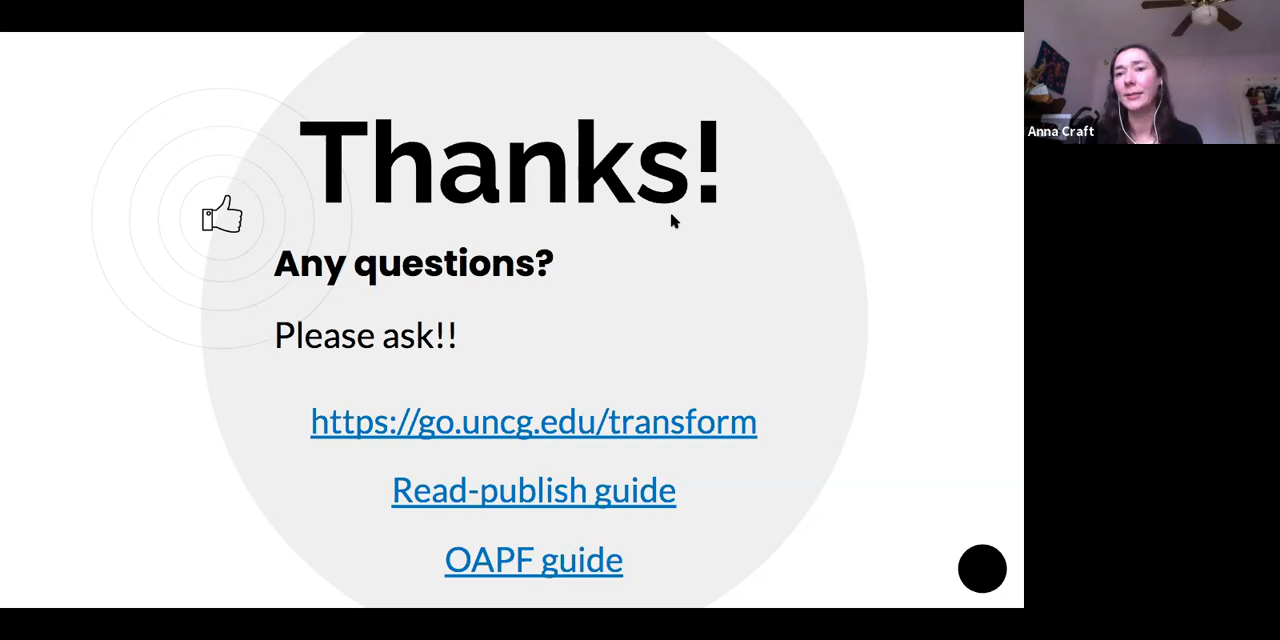 Thanks!
Any questions?
Please ask!!
https://go.uncg.edu/transform
Read-publish guide
OAPF guide
Anna Craft